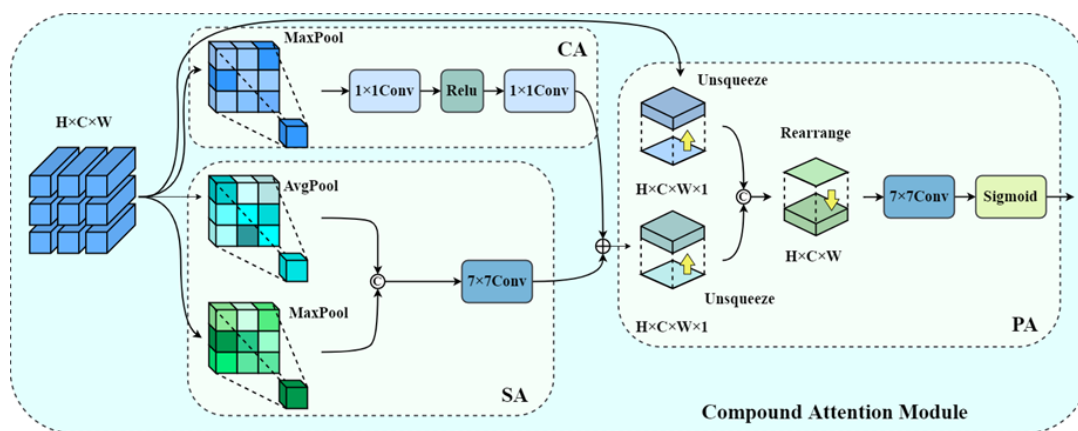 H×C×W
MaxPool
CA
1×1Conv
Relu
1×1Conv
AvgPool
C
7×7Conv
MaxPool
SA
Unsqueeze
H×C×W×1
Unsqueeze
H×C×W×1
C
Rearrange
H×C×W
7×7Conv
Sigmoid
PA
Compound Attention Module